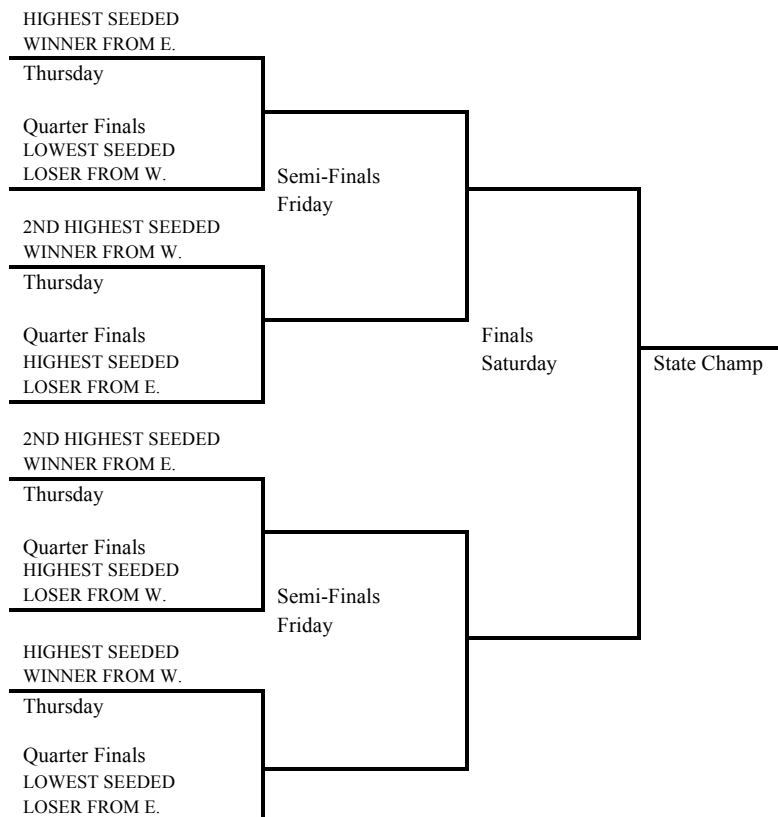 HIGHEST SEEDED
WINNER FROM E.
Thursday
Quarter Finals
LOWEST SEEDED
LOSER FROM W.
Semi-Finals
Friday
2ND HIGHEST SEEDED
WINNER FROM W.
Thursday
Quarter Finals
HIGHEST SEEDED
LOSER FROM E.
Finals
Saturday
State Champ
2ND HIGHEST SEEDED
WINNER FROM E.
Thursday
Quarter Finals
HIGHEST SEEDED
LOSER FROM W.
Semi-Finals
Friday
HIGHEST SEEDED
WINNER FROM W.
Thursday
Quarter Finals
LOWEST SEEDED
LOSER FROM E.